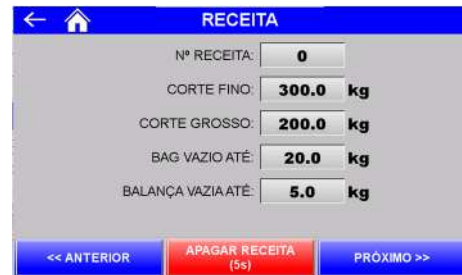 RECEITA
Nº RECEITA: 0
CORTE FINO: 300.0 kg
CORTE GROSSO: 200.0 kg
BAG VAZIO ATÉ: 20.0 kg
BALANÇA VAZIA ATÉ: 5.0 kg
<< ANTERIOR
APAGAR RECEITA
(5s)
PRÓXIMO >>